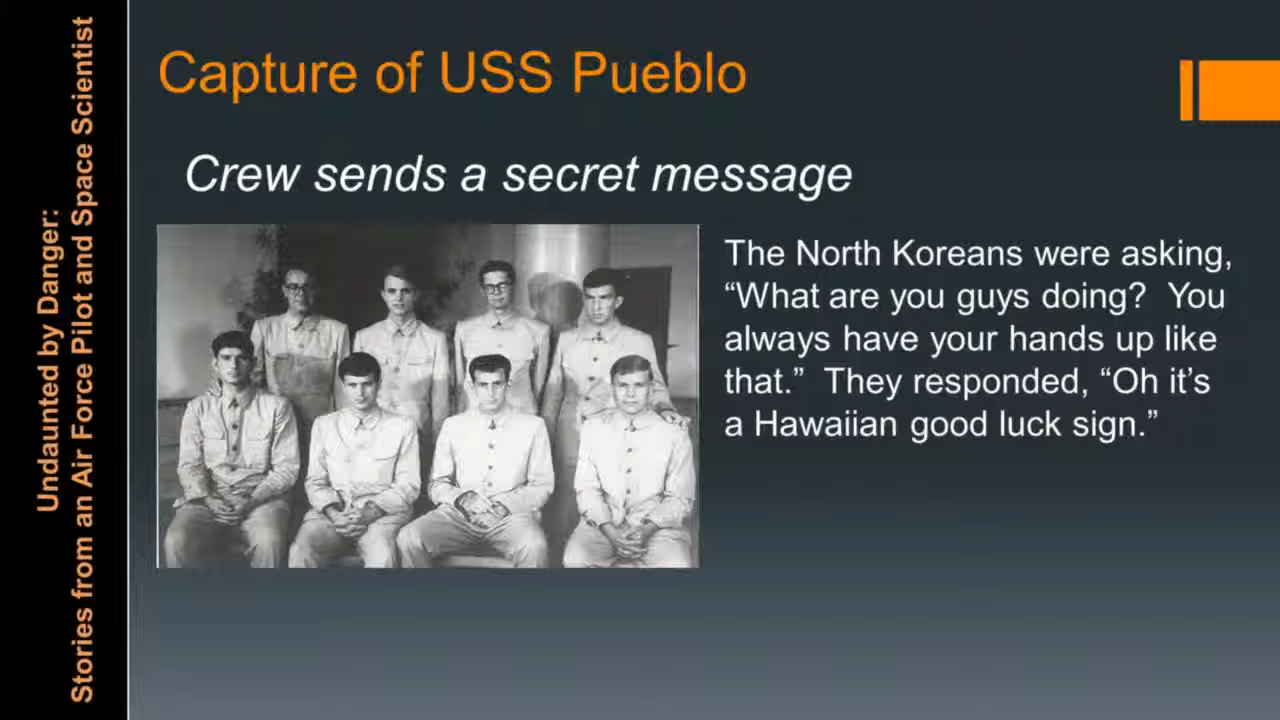 Undaunted by Danger:
Stories from an Air Force Pilot and Space Scientist
Capture of USS Pueblo
Crew sends a secret message
The North Koreans were asking,
“What are you guys doing?  You
always have your hands up like
that.”  They responded, “Oh it’s
a Hawaiian good luck sign.”